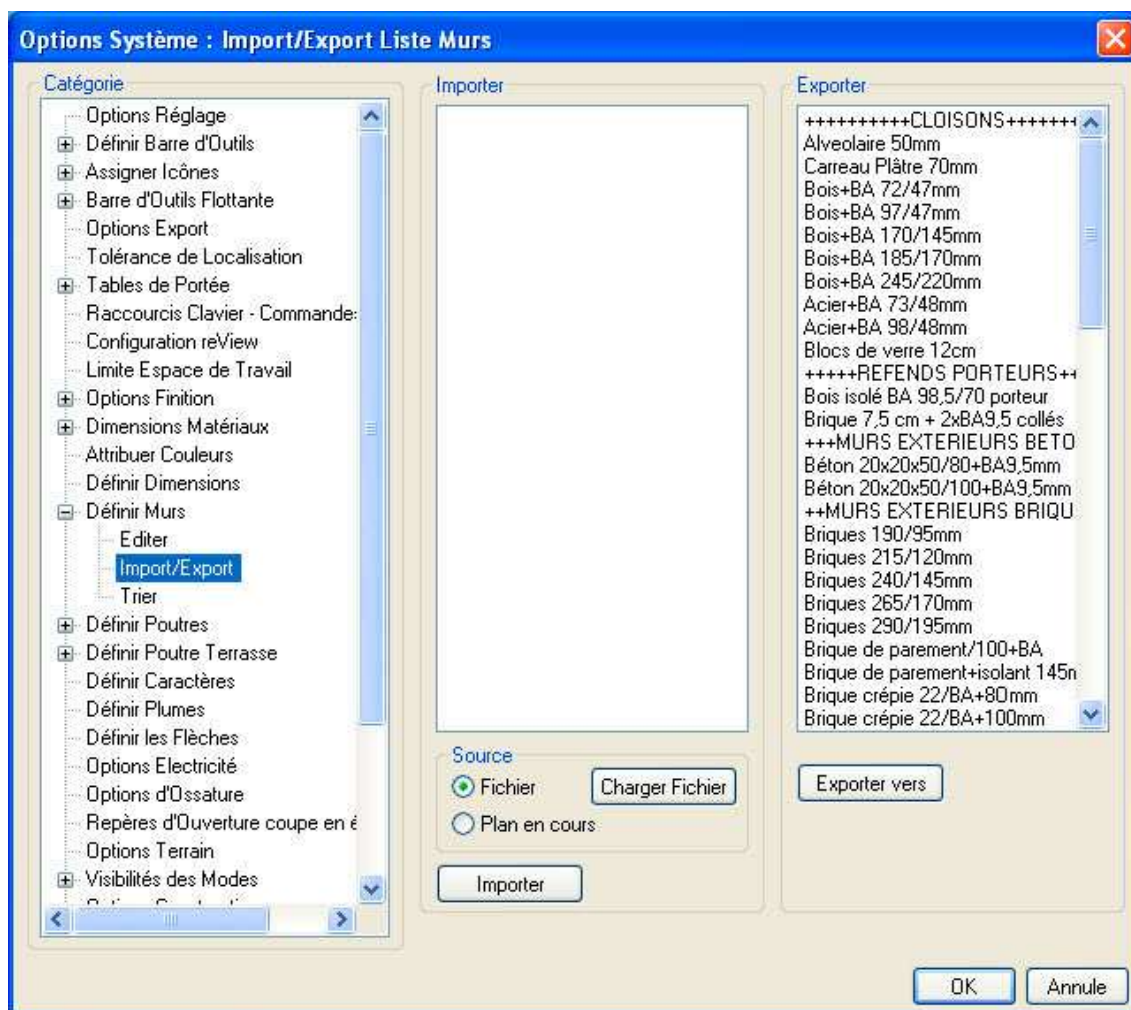 Options Système : Import/Export Liste Murs
Catégorie
Options Réglage
Définir Barre d'Outils
Assigner Icônes
Barre d'Outils Flottante
Options Export
Tolérance de Localisation
Tables de Portée
Raccourcis Clavier - Commande
Configuration reView
Limite Espace de Travail
Options Finition
Dimensions Matériaux
Attribuer Couleurs
Définir Dimensions
Définir Murs
Editer
Import/Export
Trier
Définir Poutres
Définir Poutre Terrasse
Définir Caractères
Définir Plumes
Définir les Flèches
Options Electricité
Options d'Ossature
Repères d'Ouverture coupe en é
Options Terrain
Visibilités des Modes
Importer
Source
Fichier
Charger Fichier
Plan en cours
Importer
Exporter
++++++++++CLOISONS+++++++
Alveolaire 50mm
Carreau Plâtre 70mm
Bois+BA 72/47mm
Bois+BA 97/47mm
Bois+BA 170/145mm
Bois+BA 185/170mm
Bois+BA 245/220mm
Acier+BA 73/48mm
Acier+BA 98/48mm
Blocs de verre 12cm
+++++REFENDS PORTEURS++
Bois isolé BA 98,5/70 porteur
Brique 7,5 cm + 2xBA9,5 collés
+++MURS EXTERIEURS BETO
Béton 20x20x50/80+BA9,5mm
Béton 20x20x50/100+BA9,5mm
++MURS EXTERIEURS BRIQU
Briques 190/95mm
Briques 215/120mm
Briques 240/145mm
Briques 265/170mm
Briques 290/195mm
Brique de parement/100+BA
Brique de parement+isolant 145n
Brique crépie 22/BA+80mm
Brique crépie 22/BA+100mm
Exporter vers
OK
Annule